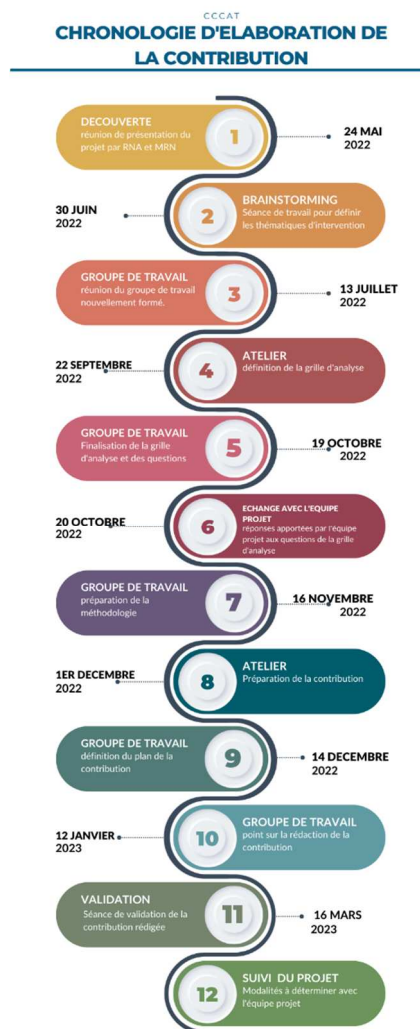 CCCAT
CHRONOLOGIE D'ELABORATION DE
LA CONTRIBUTION
DECOUVERTE
réunion de présentation du
projet par RNA et MRN
1
24 MAI
2022
30 JUIN
2022
2
BRAINSTORMING
Séance de travail pour définir
les thématiques d'intervention
GROUPE DE TRAVAIL
réunion du groupe de travail
nouvellement formé.
3
13 JUILLET
2022
22 SEPTEMBRE
2022
4
ATELIER
définition de la grille d'analyse
GROUPE DE TRAVAIL
Finalisation de la grille
d'analyse et des questions
5
19 OCTOBRE
2022
20 OCTOBRE
2022
6
ECHANGE AVEC L'EQUIPE
PROJET
réponses apportées par l'équipe
projet aux questions de la grille
d'analyse
GROUPE DE TRAVAIL
préparation de la
méthodologie
7
16 NOVEMBRE
2022
1ER DECEMBRE
2022
8
ATELIER
Préparation de la contribution
GROUPE DE TRAVAIL
définition du plan de la
contribution
9
14 DECEMBRE
2022
12 JANVIER
2023
10
GROUPE DE TRAVAIL
point sur la rédaction de la
contribution
VALIDATION
Séance de validation de la
contribution rédigée
11
16 MARS
2023
12
SUIVI DU PROJET
Modalités à déterminer avec
l'équipe projet